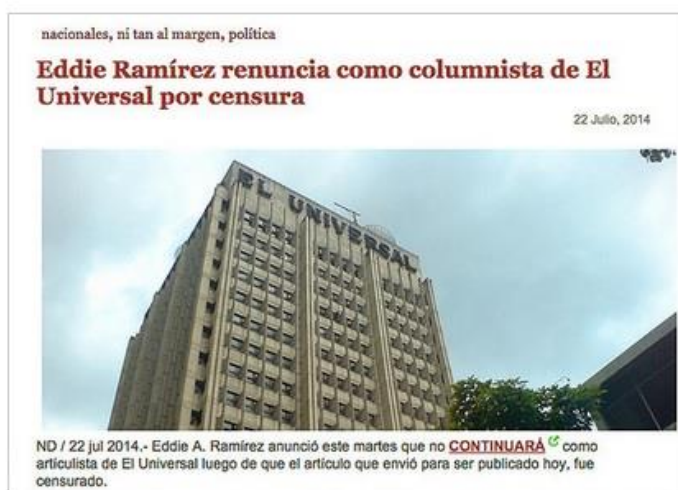 nacionales, ni tan al margen, política
Eddie Ramírez renuncia como columnista de El
Universal por censura
22 Julio, 2014
EL UNIVERSAL
ND / 22 jul 2014.- Eddie A. Ramírez anunció este martes que no CONTINUARÁ como
articulista de El Universal luego de que el artículo que envió para ser publicado hoy, fue
censurado.